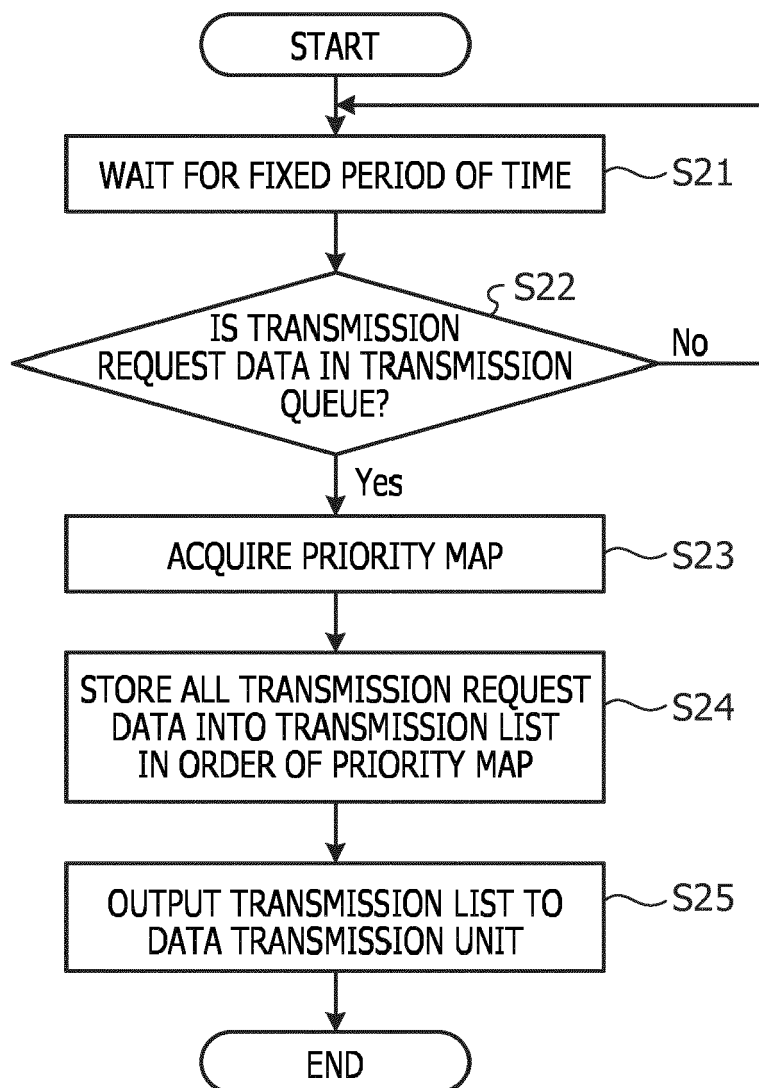 START
WAIT FOR FIXED PERIOD OF TIME
S21
S22
IS TRANSMISSION
REQUEST DATA IN TRANSMISSION
QUEUE?
No
Yes
ACQUIRE PRIORITY MAP
S23
STORE ALL TRANSMISSION REQUEST
DATA INTO TRANSMISSION LIST
IN ORDER OF PRIORITY MAP
S24
OUTPUT TRANSMISSION LIST TO
DATA TRANSMISSION UNIT
S25
END